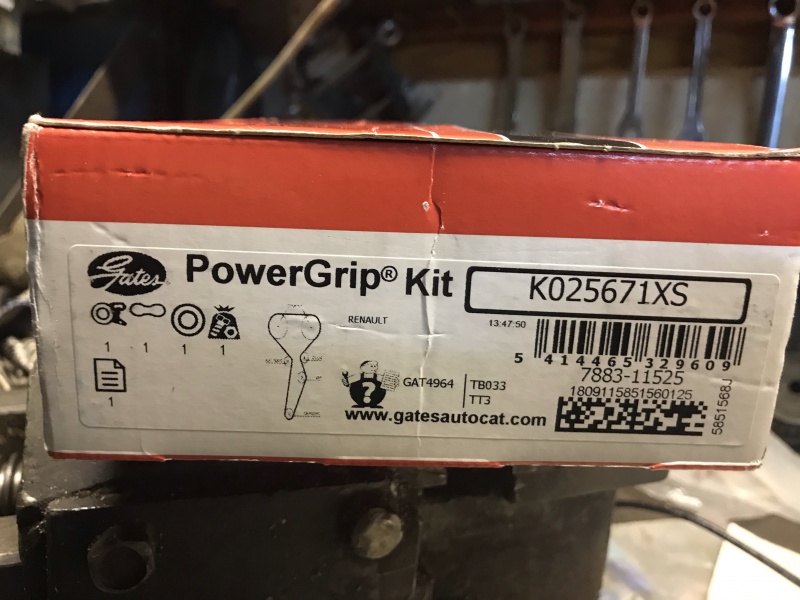 Gates
PowerGrip® Kit
K025671XS
1 1 1 1
1
RENAULT
13:47:50
5 414465 329609
7883-11525
1809115851560125
5851568J
GAT4964
TB033
TT3
?
www.gatesautocat.com